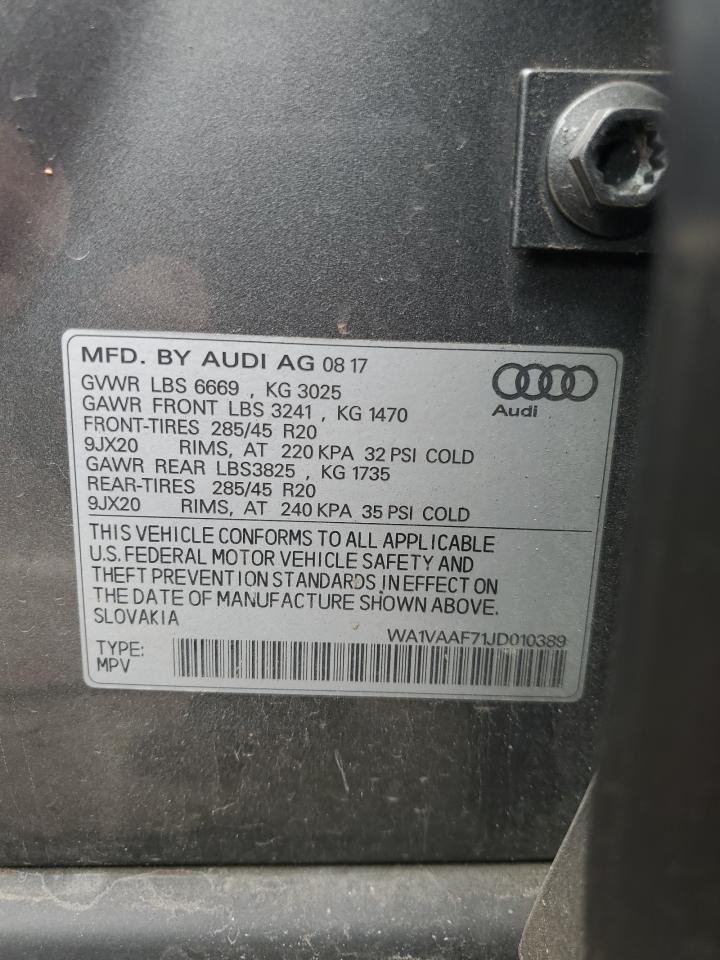 MFD. BY AUDI AG 08 17
Audi
GVWR LBS 6669 , KG 3025
GAWR FRONT LBS 3241 , KG 1470
FRONT-TIRES 285/45 R20
9JX20 RIMS, AT 220 KPA 32 PSI COLD
GAWR REAR LBS3825 , KG 1735
REAR-TIRES 285/45 R20
9JX20 RIMS, AT 240 KPA 35 PSI COLD
THIS VEHICLE CONFORMS TO ALL APPLICABLE
U.S. FEDERAL MOTOR VEHICLE SAFETY AND
THEFT PREVENTION STANDARDS IN EFFECT ON
THE DATE OF MANUFACTURE SHOWN ABOVE.
SLOVAKIA
WA1VAAF71JD010389
TYPE:
MPV